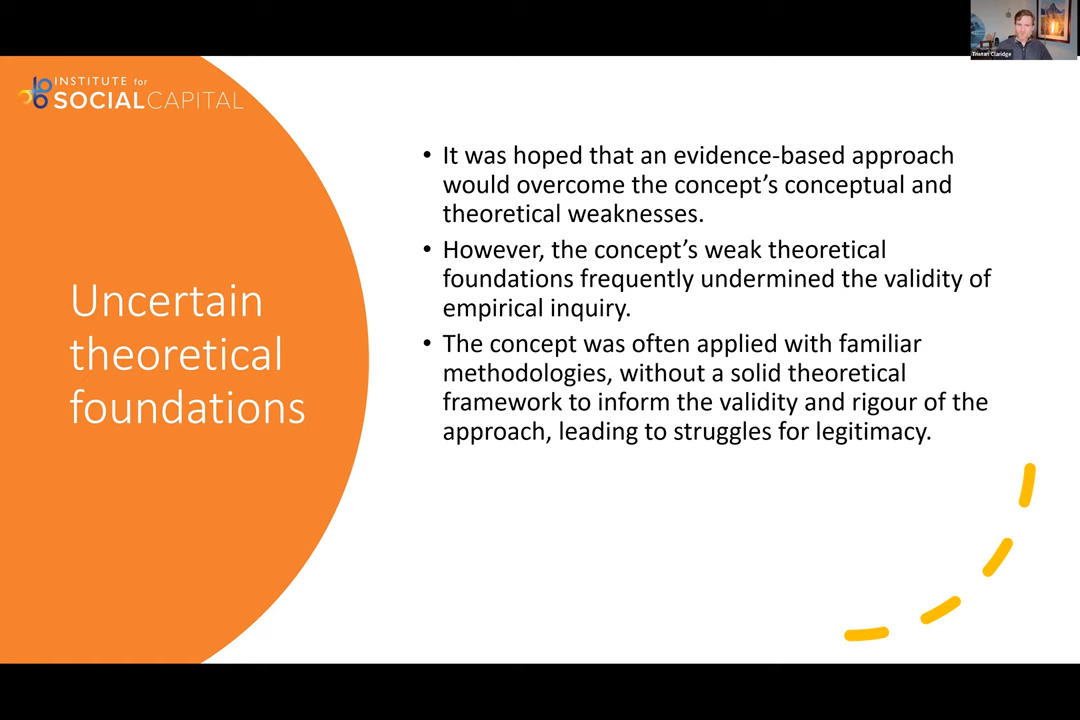 Tristan Claridge
INSTITUTE for
SOCIALCAPITAL
Uncertain
theoretical
foundations
• It was hoped that an evidence-based approach
would overcome the concept’s conceptual and
theoretical weaknesses.
• However, the concept’s weak theoretical
foundations frequently undermined the validity of
empirical inquiry.
• The concept was often applied with familiar
methodologies, without a solid theoretical
framework to inform the validity and rigour of the
approach, leading to struggles for legitimacy.